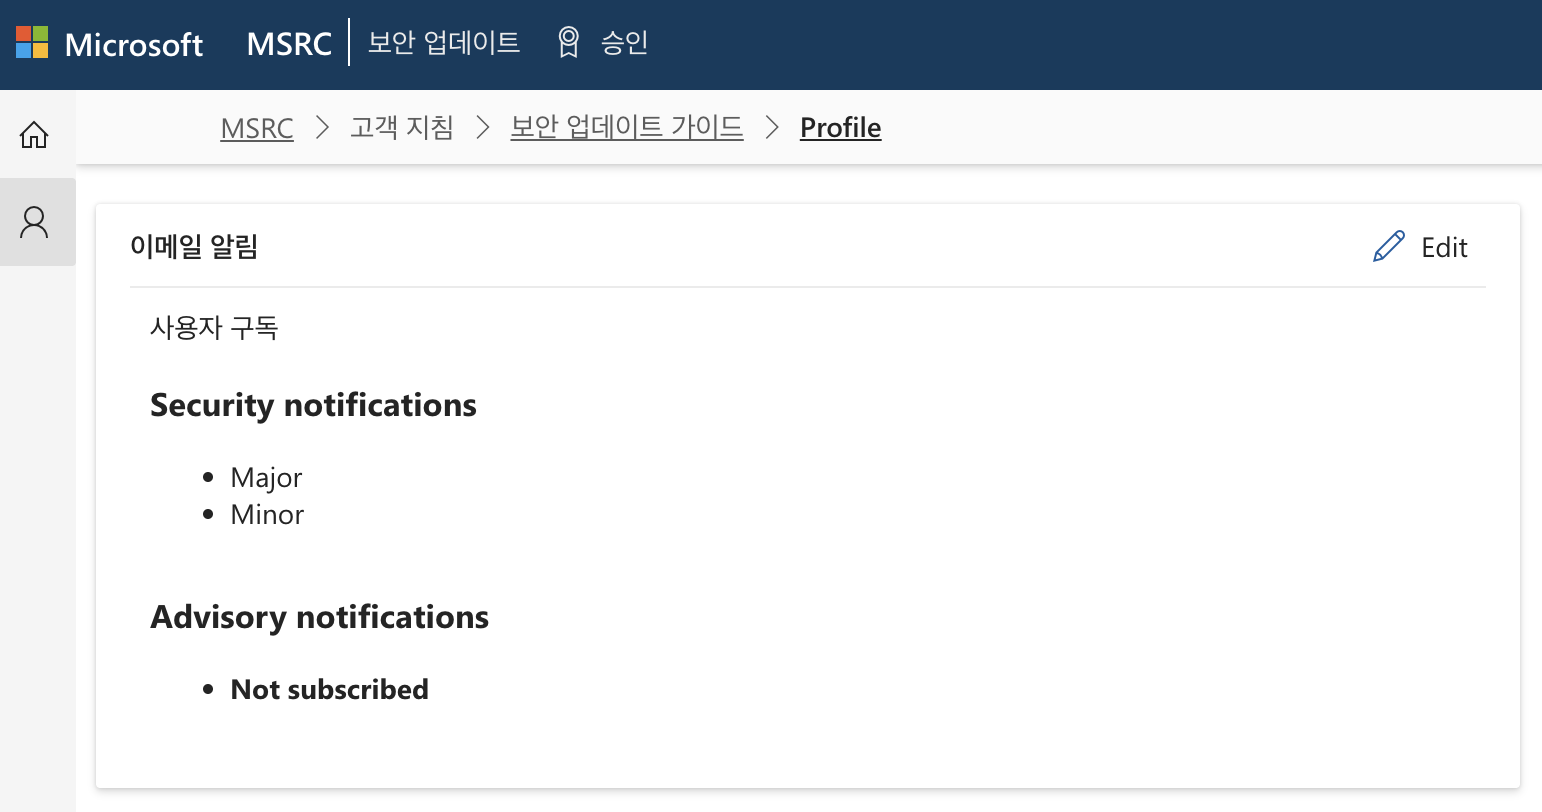 Microsoft MSRC 보안 업데이트 승인
MSRC 고객 지침 보안 업데이트 가이드 Profile
이메일 알림 Edit
사용자 구독
Security notifications
Major
Minor
Advisory notifications
Not subscribed